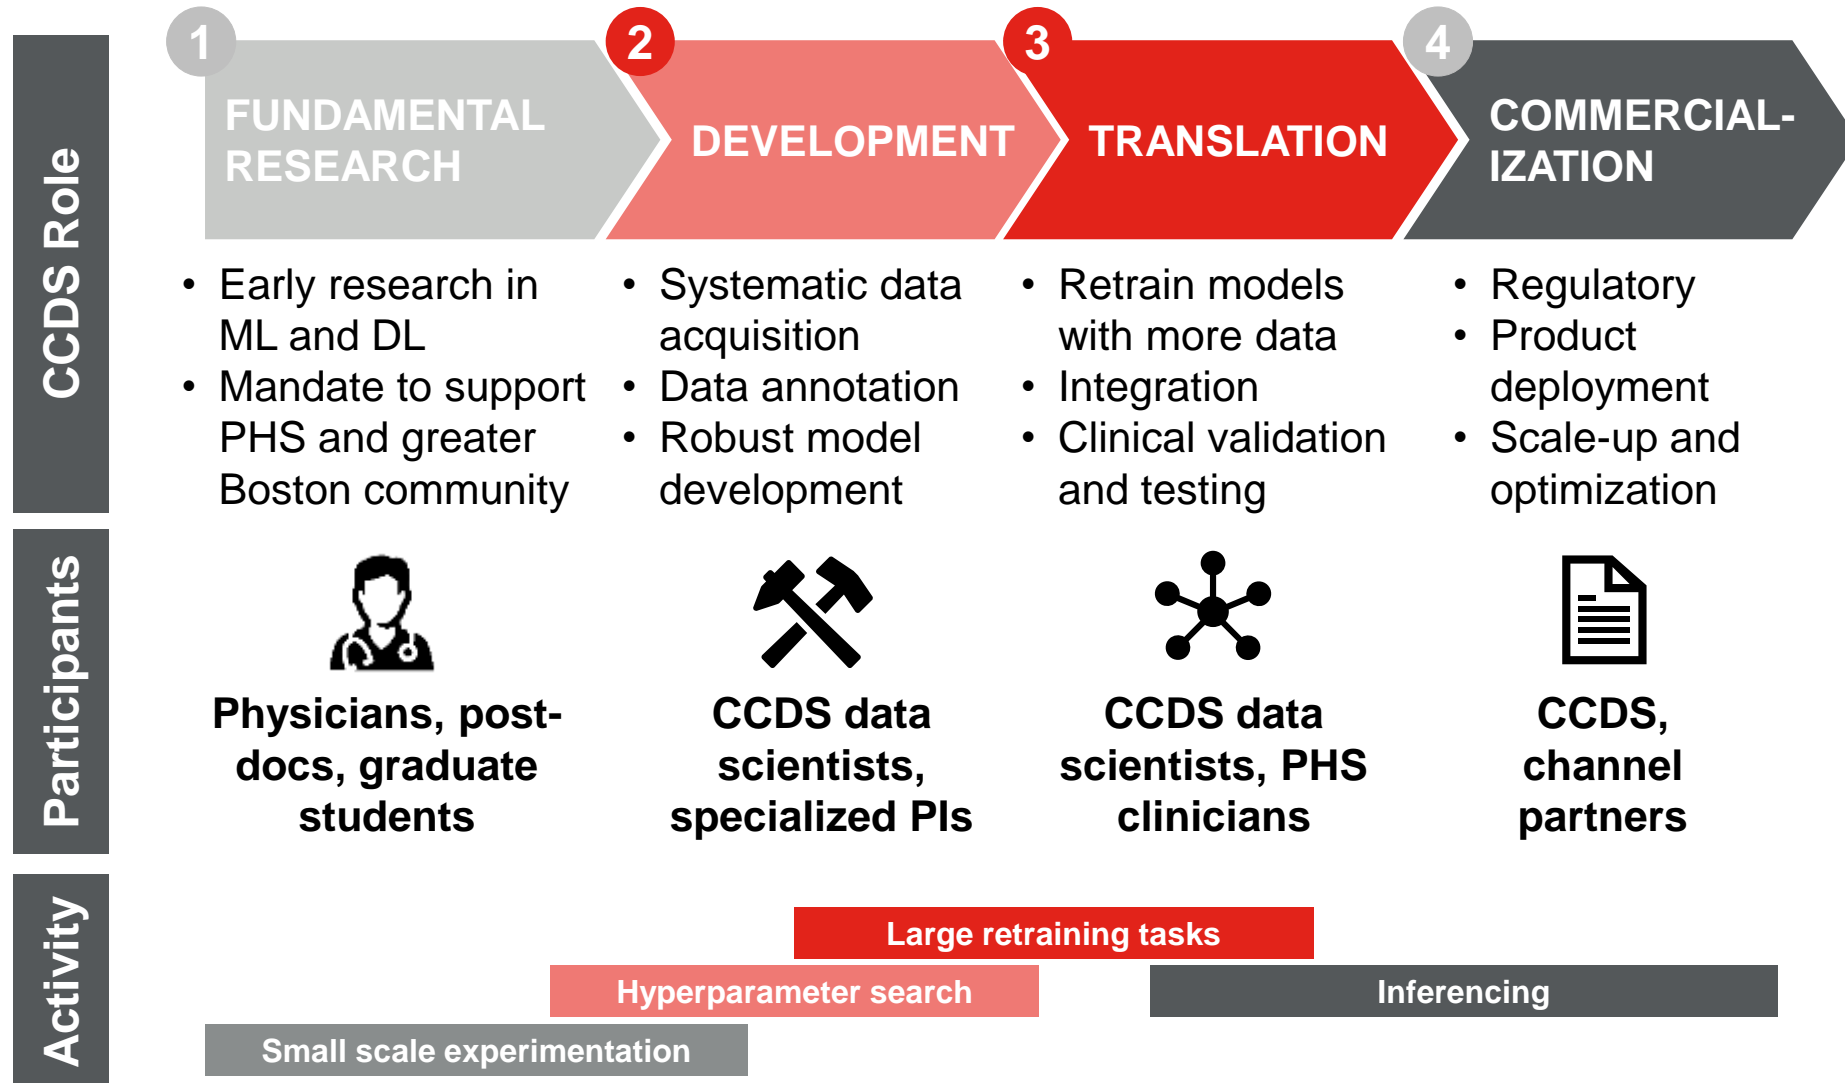 CCDS Role
1
FUNDAMENTAL
RESEARCH
2
DEVELOPMENT
3
TRANSLATION
4
COMMERCIAL-
IZATION
• Early research in
ML and DL
• Mandate to support
PHS and greater
Boston community
• Systematic data
acquisition
• Data annotation
• Robust model
development
• Retrain models
with more data
• Integration
• Clinical validation
and testing
• Regulatory
• Product
deployment
• Scale-up and
optimization
Participants
Physicians, post-
docs, graduate
students
CCDS data
scientists,
specialized PIs
CCDS data
scientists, PHS
clinicians
CCDS,
channel
partners
Activity
Large retraining tasks
Hyperparameter search
Inferencing
Small scale experimentation